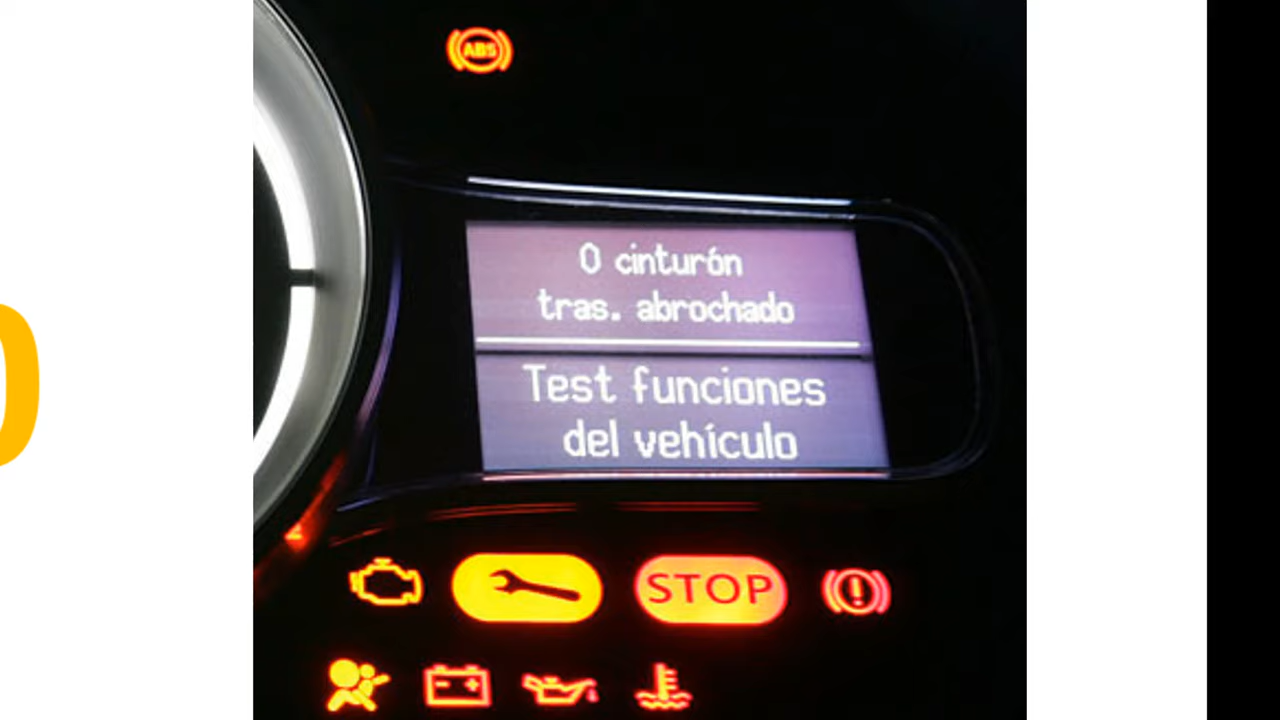 ABS
0 cinturón
tras. abrochado
Test funciones
del vehículo
STOP